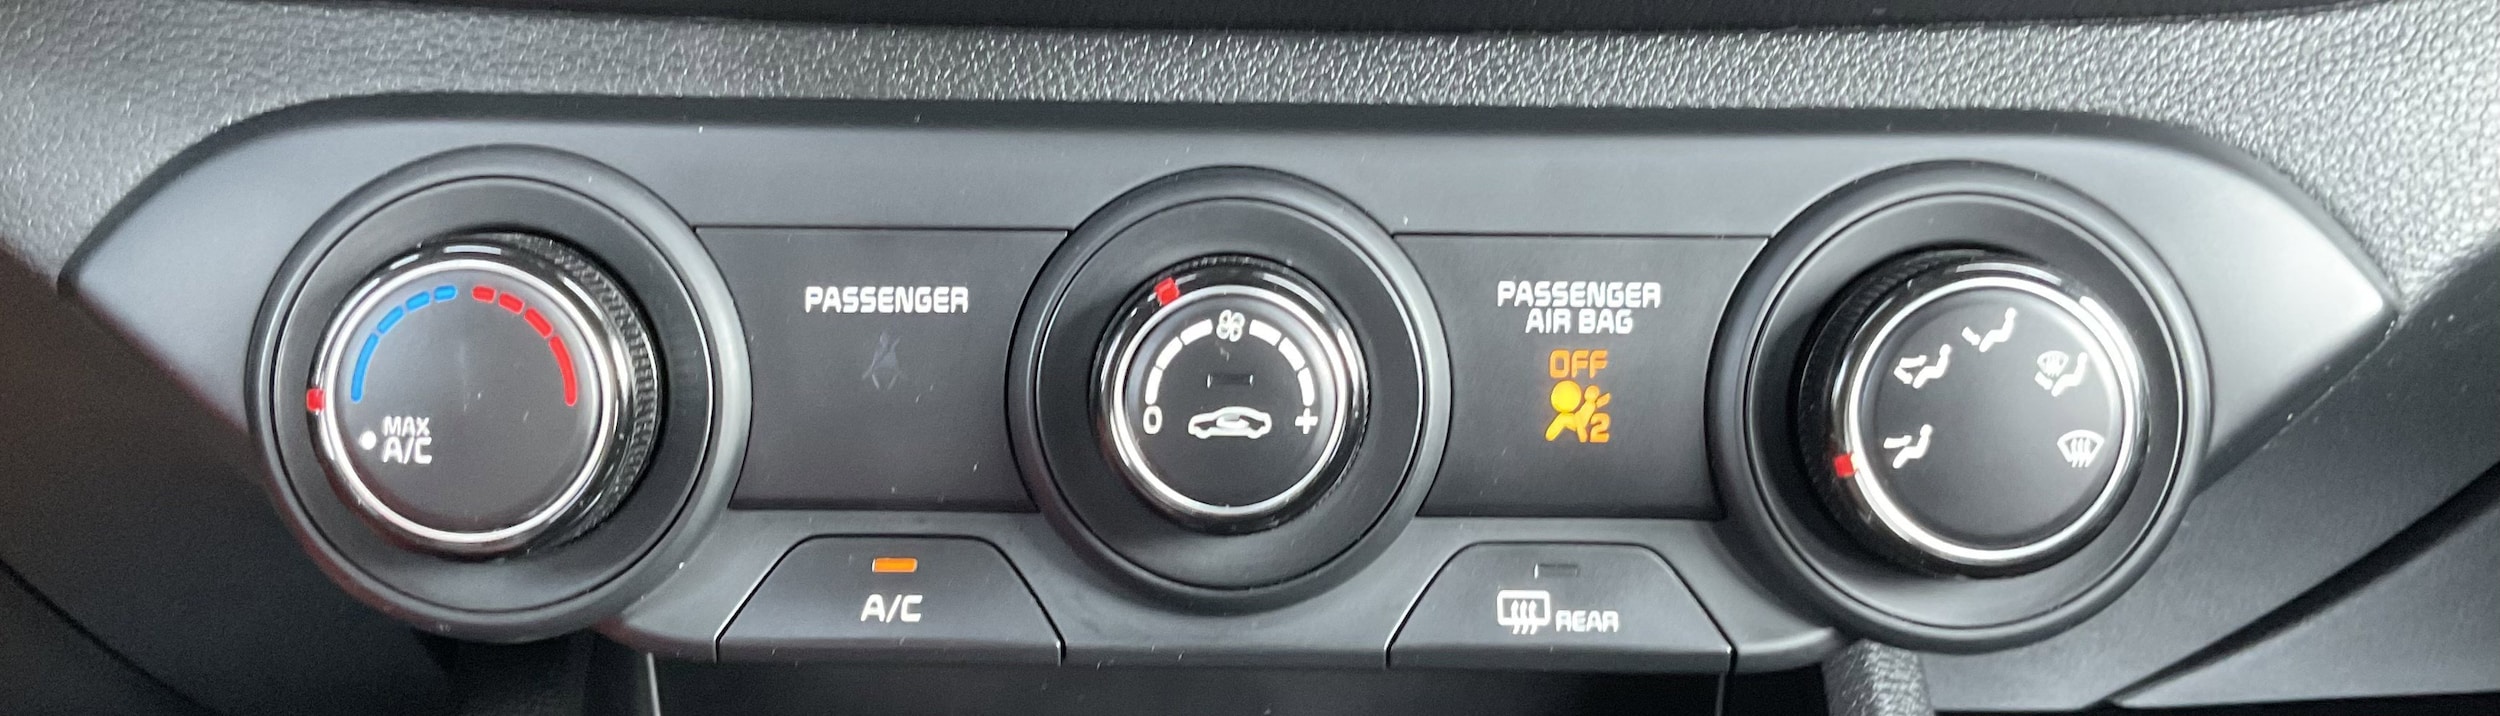 MAX
A/C
PASSENGER
0 +
PASSENGER
AIR BAG
OFF
2
A/C
REAR